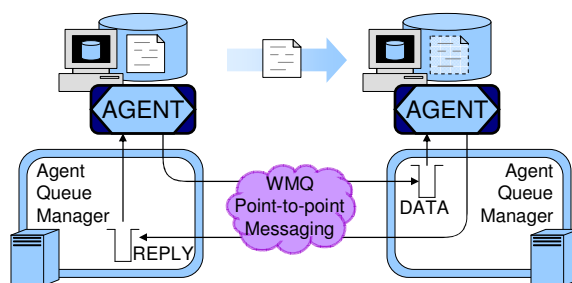 AGENT
AGENT
Agent
Queue
Manager
REPLY
WMQ
Point-to-point
Messaging
DATA
Agent
Queue
Manager